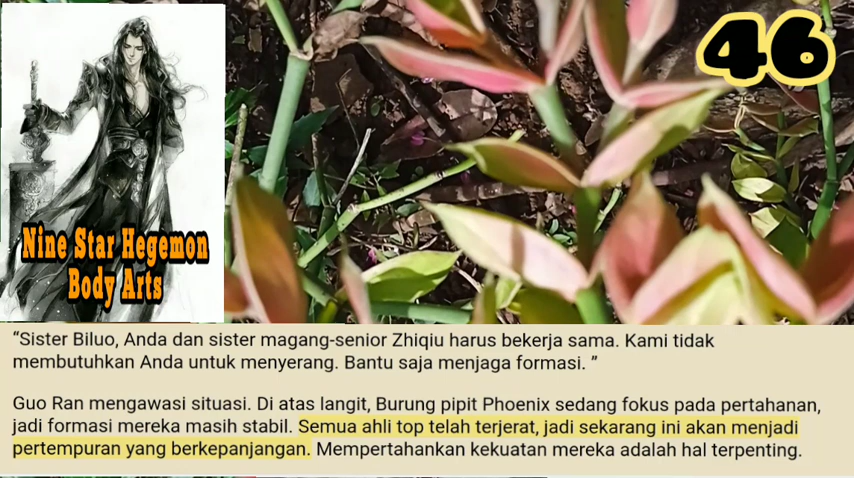 46
Nine Star Hegemon
Body Arts
“Sister Biluo, Anda dan sister magang-senior Zhiqiu harus bekerja sama. Kami tidak
membutuhkan Anda untuk menyerang. Bantu saja menjaga formasi. ”
Guo Ran mengawasi situasi. Di atas langit, Burung pipit Phoenix sedang fokus pada pertahanan,
jadi formasi mereka masih stabil. Semua ahli top telah terjerat, jadi sekarang ini akan menjadi
pertempuran yang berkepanjangan. Mempertahankan kekuatan mereka adalah hal terpenting.